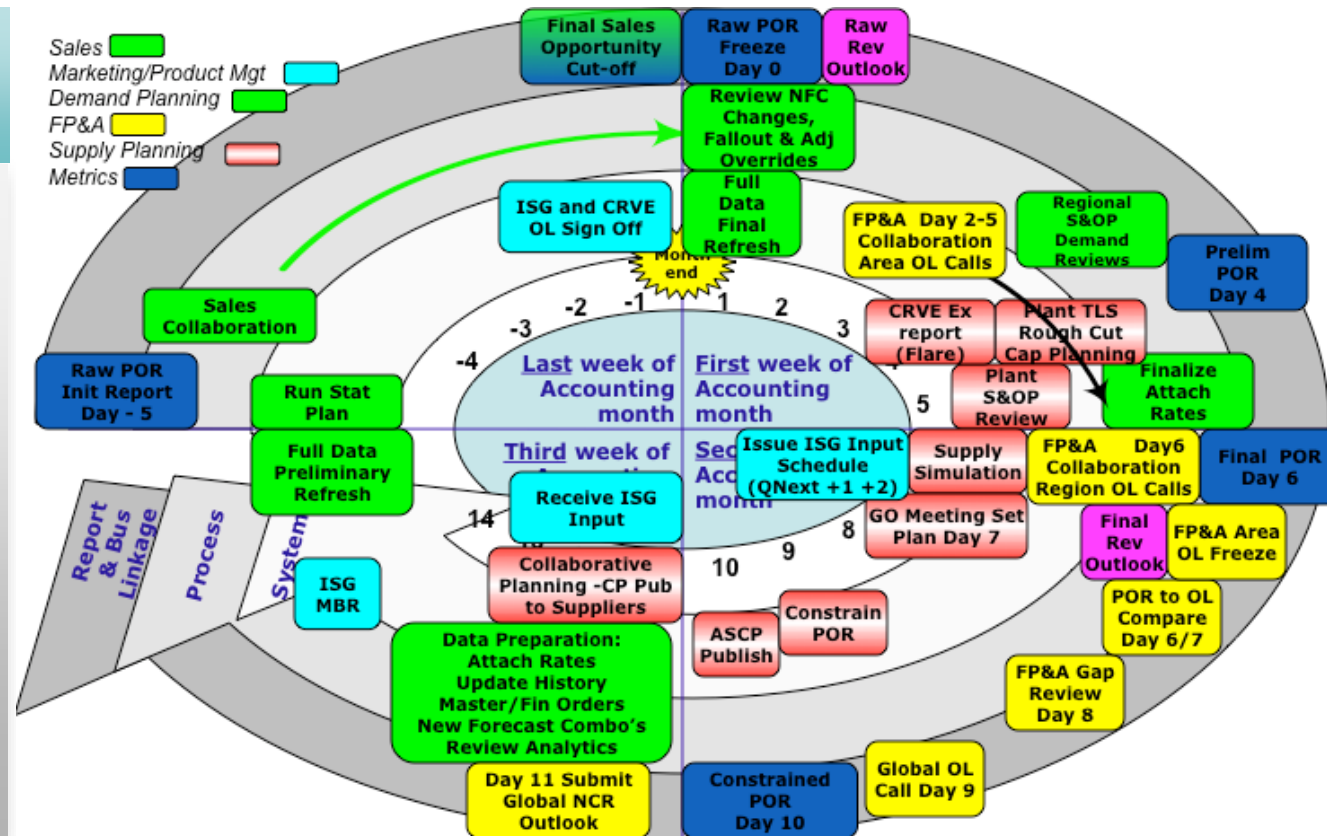 Sales
Marketing/Product Mgt
Demand Planning
FP&A
Supply Planning
Metrics
Final Sales
Opportunity
Cut-off
Raw POR
Freeze
Day 0
Raw
Rev
Outlook
Review NFC
Changes,
Fallout & Adj
Overrides
Full
Data
Final
Refresh
ISG and CRVE
OL Sign Off
Month
end
FP&A Day 2-5
Collaboration
Area OL Calls
Regional
S&OP
Demand
Reviews
Prelim
POR
Day 4
Sales
Collaboration
Raw POR
Init Report
Day - 5
Run Stat
Plan
-4
-3
-2
-1
1
2
3
5
CRVE Ex
report
(Flare)
Plant TLS
Rough Cut
Cap Planning
Plant
S&OP
Review
Finalize
Attach
Rates
Last week of
Accounting
month
First week of
Accounting
month
Full Data
Preliminary
Refresh
Third week of
Issue ISG Input
Schedule
(QNext +1 +2)
Supply
Simulation
FP&A Day6
Collaboration
Region OL Calls
Final POR
Day 6
Receive ISG
Input
GO Meeting Set
Plan Day 7
Final
Rev
Outlook
FP&A Area
OL Freeze
8
9
10
14
Report
& Bus
Linkage
Process
System
ISG
MBR
Collaborative
Planning -CP Pub
to Suppliers
ASCP
Publish
Constrain
POR
POR to OL
Compare
Day 6/7
Data Preparation:
Attach Rates
Update History
Master/Fin Orders
New Forecast Combo's
Review Analytics
FP&A Gap
Review
Day 8
Day 11 Submit
Global NCR
Outlook
Constrained
POR
Day 10
Global OL
Call Day 9